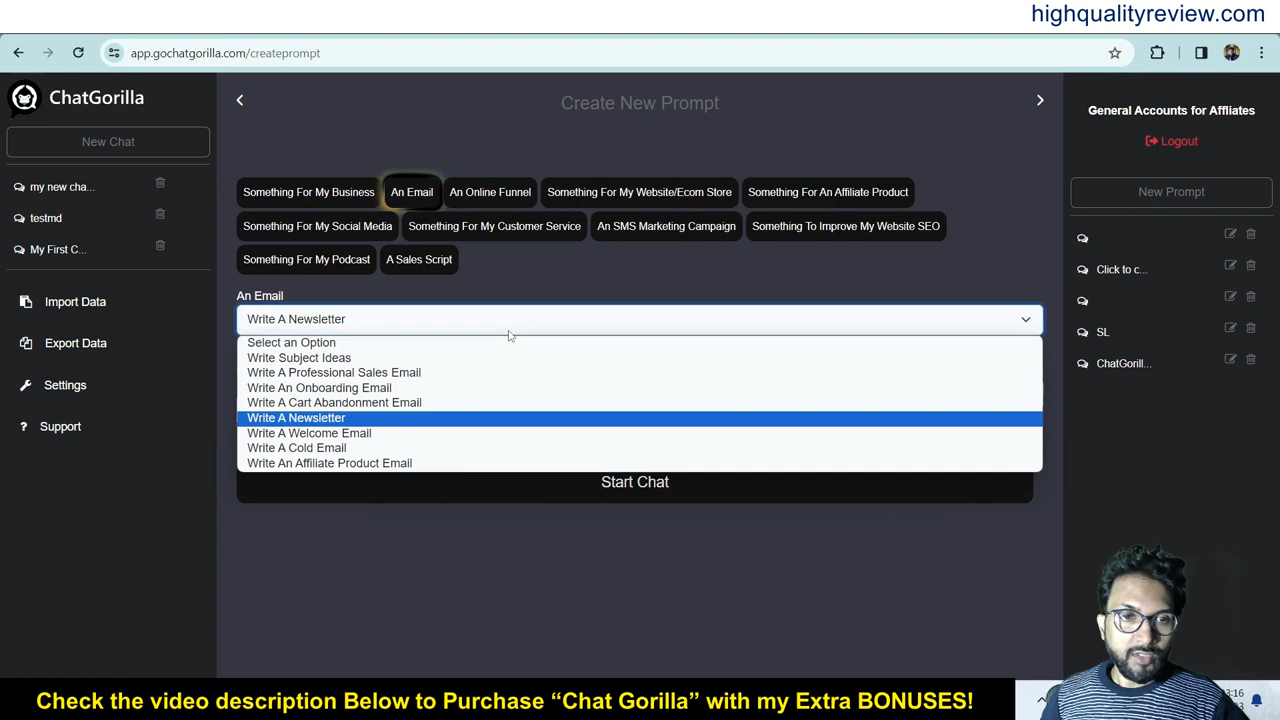 highqualityreview.com
app.gochatgorilla.com/createprompt
ChatGorilla
New Chat
my new cha...
testmd
My First C...
Import Data
Export Data
Settings
Support
Create New Prompt
Something For My Business
An Email
An Online Funnel
Something For My Website/Ecom Store
Something For An Affiliate Product
Something For My Social Media
Something For My Customer Service
An SMS Marketing Campaign
Something To Improve My Website SEO
Something For My Podcast
A Sales Script
An Email
Write A Newsletter
Select an Option
Write Subject Ideas
Write A Professional Sales Email
Write An Onboarding Email
Write A Cart Abandonment Email
Write A Newsletter
Write A Welcome Email
Write A Cold Email
Write An Affiliate Product Email
Start Chat
General Accounts for Affliates
Logout
New Prompt
Click to c...
SL
ChatGorill...
Check the video description Below to Purchase “Chat Gorilla” with my Extra BONUSES!